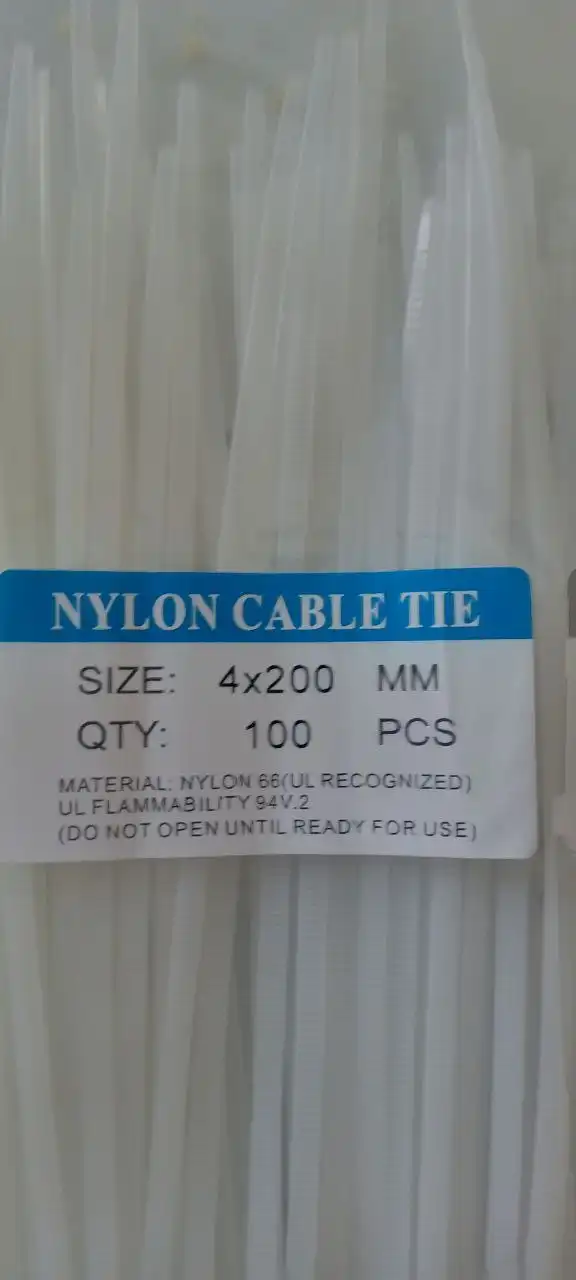 NYLON CABLE TIE
SIZE: 4x200 MM
QTY: 100 PCS
MATERIAL: NYLON 66(UL RECOGNIZED)
UL FLAMMABILITY 94V.2
(DO NOT OPEN UNTIL READY FOR USE)